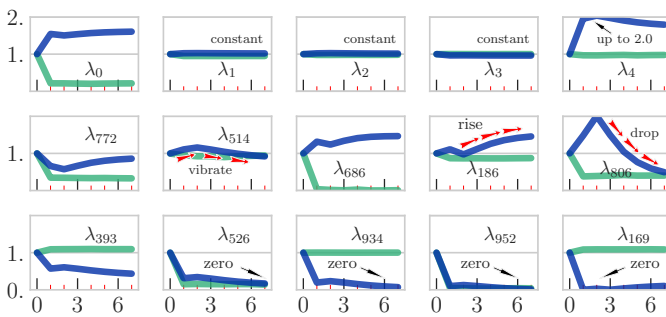 2.
1.
constant
constant
constant
up to 2.0
λ0
λ1
λ2
λ3
λ4
1.
λ772
λ514
vibrate
λ686
rise
λ186
drop
λ806
1.
0.
λ393
λ526
zero
λ934
zero
λ952
zero
λ169
zero
0 3 6
0 3 6
0 3 6
0 3 6
0 3 6